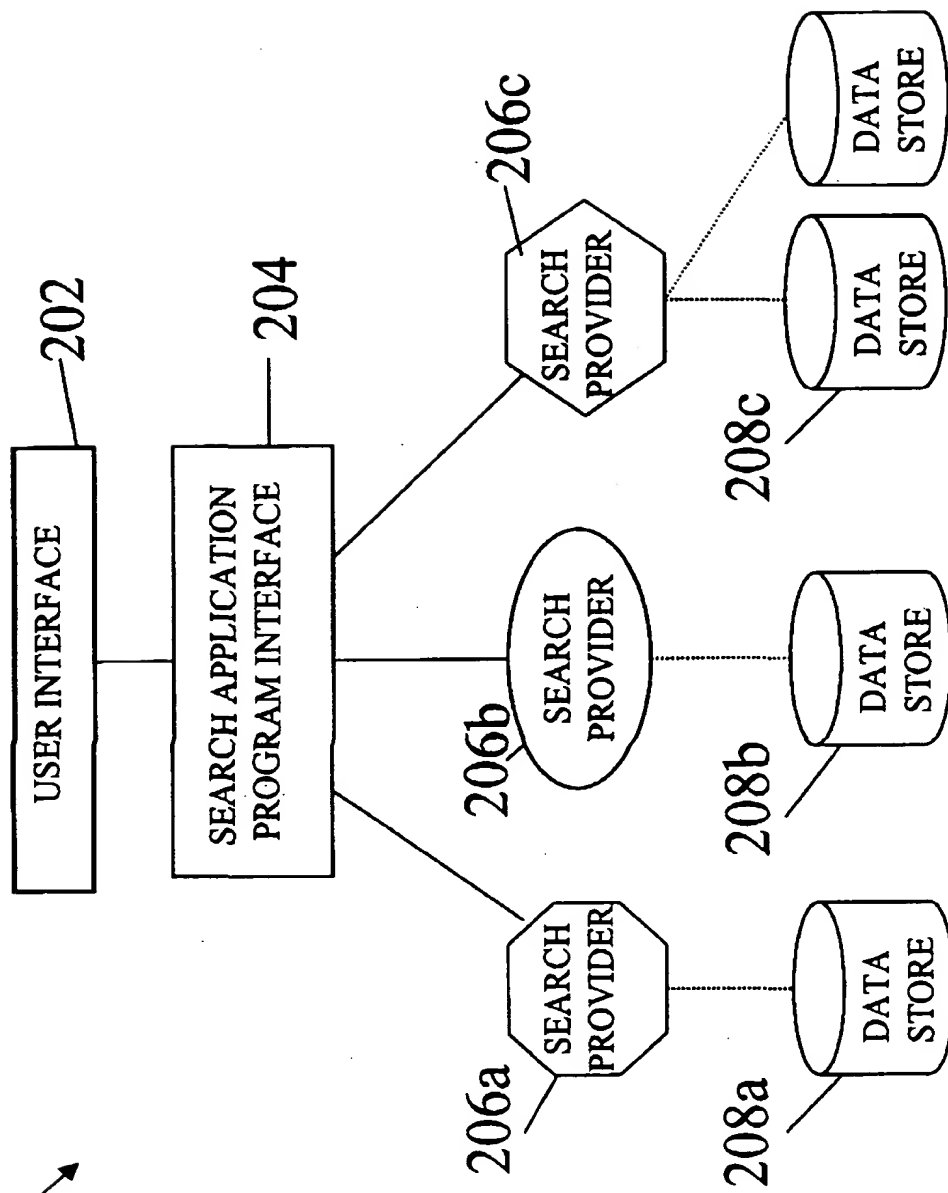 USER INTERFACE
202
SEARCH APPLICATION
PROGRAM INTERFACE
204
SEARCH
PROVIDER
206a
SEARCH
PROVIDER
206b
SEARCH
PROVIDER
206c
DATA
STORE
208a
DATA
STORE
208b
DATA
STORE
208c
DATA
STORE